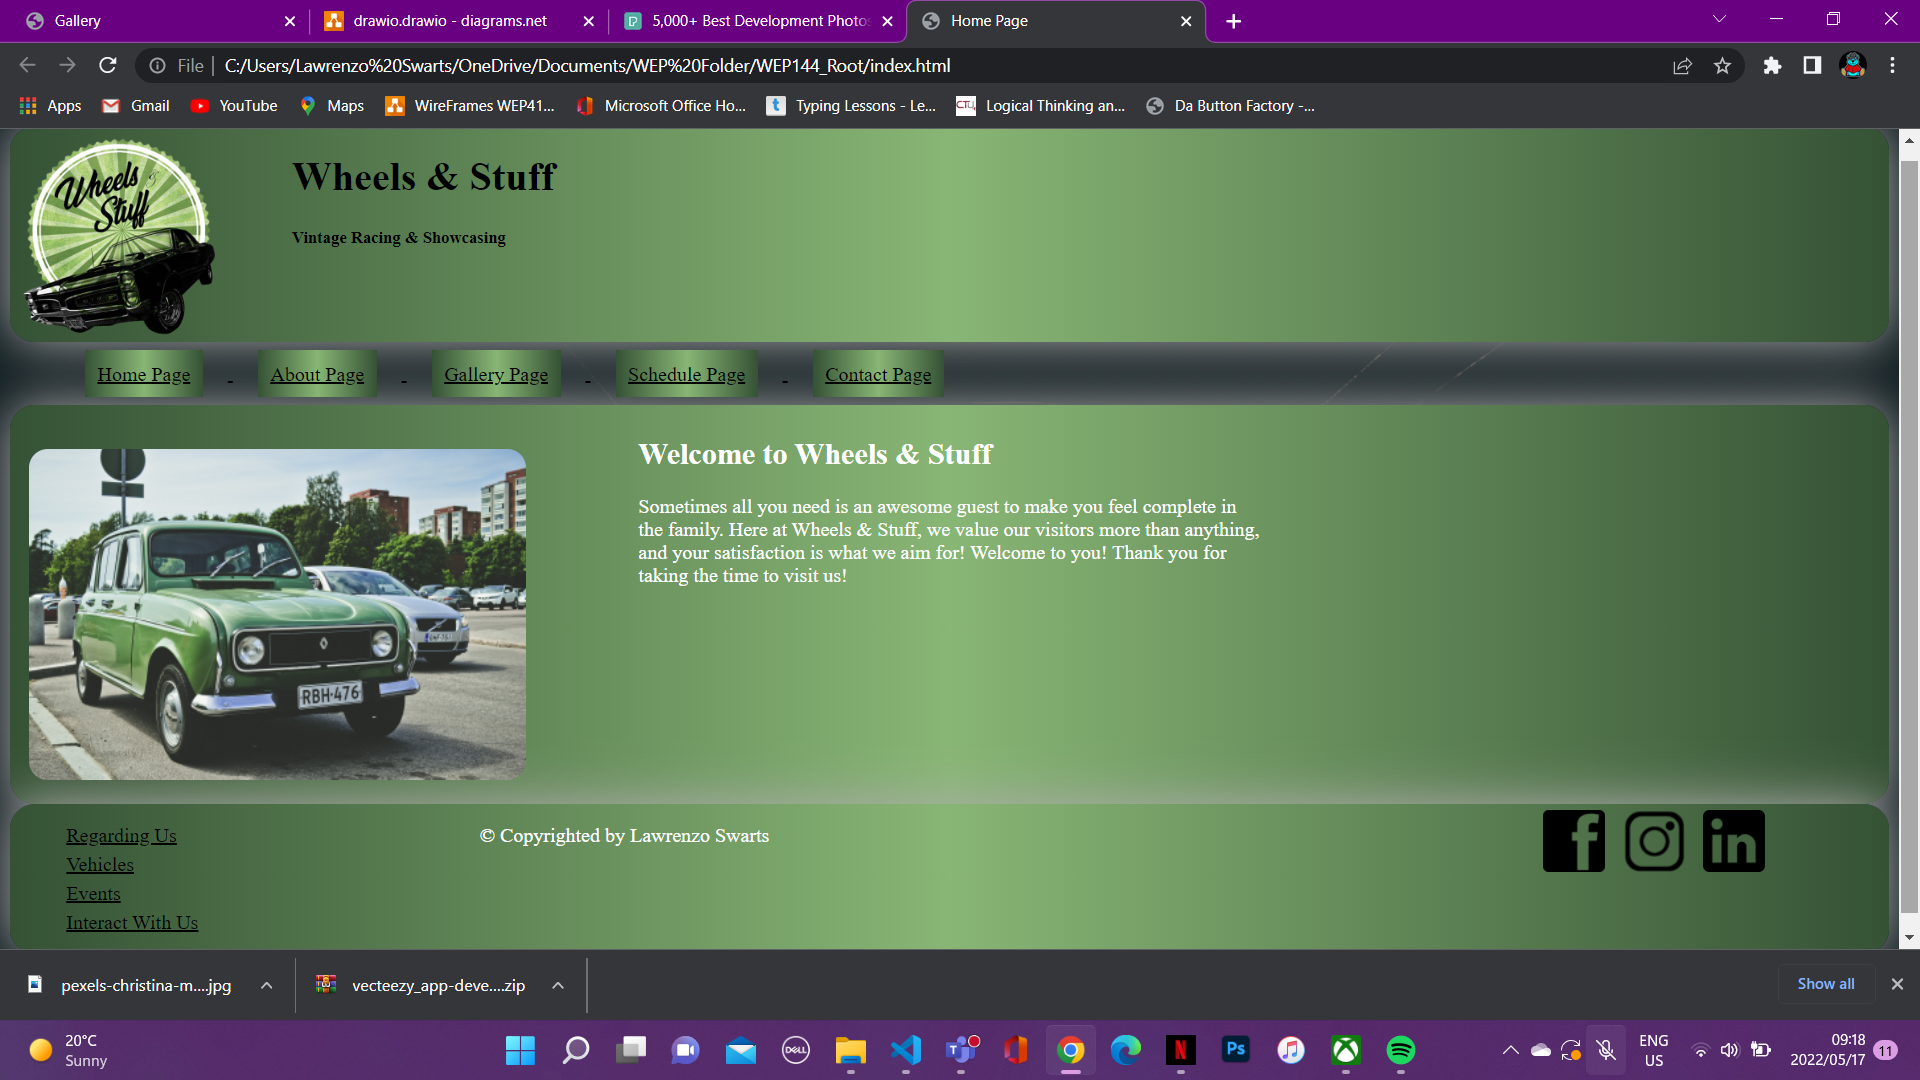 Gallery
drawio.drawio - diagrams.net
5,000+ Best Development Photos
Home Page
File
C:/Users/Lawrenzo%20Swarts/OneDrive/Documents/WEP%20Folder/WEP144_Root/index.html
Apps
Gmail
YouTube
Maps
WireFrames WEP41...
Microsoft Office Ho...
Typing Lessons - Le...
CTU
Logical Thinking an...
Da Button Factory -...
Wheels &
Stuff
Wheels & Stuff
Vintage Racing & Showcasing
Home Page - About Page - Gallery Page - Schedule Page - Contact Page
Welcome to Wheels & Stuff
Sometimes all you need is an awesome guest to make you feel complete in
the family. Here at Wheels & Stuff, we value our visitors more than anything,
and your satisfaction is what we aim for! Welcome to you! Thank you for
taking the time to visit us!
RBH-476
Regarding Us
Vehicles
Events
Interact With Us
© Copyrighted by Lawrenzo Swarts
f
in
pexels-christina-m....jpg
vecteezy_app-deve....zip
Show all
20°C
Sunny
DELL
N
Ps
ENG
US
09:18
2022/05/17
11